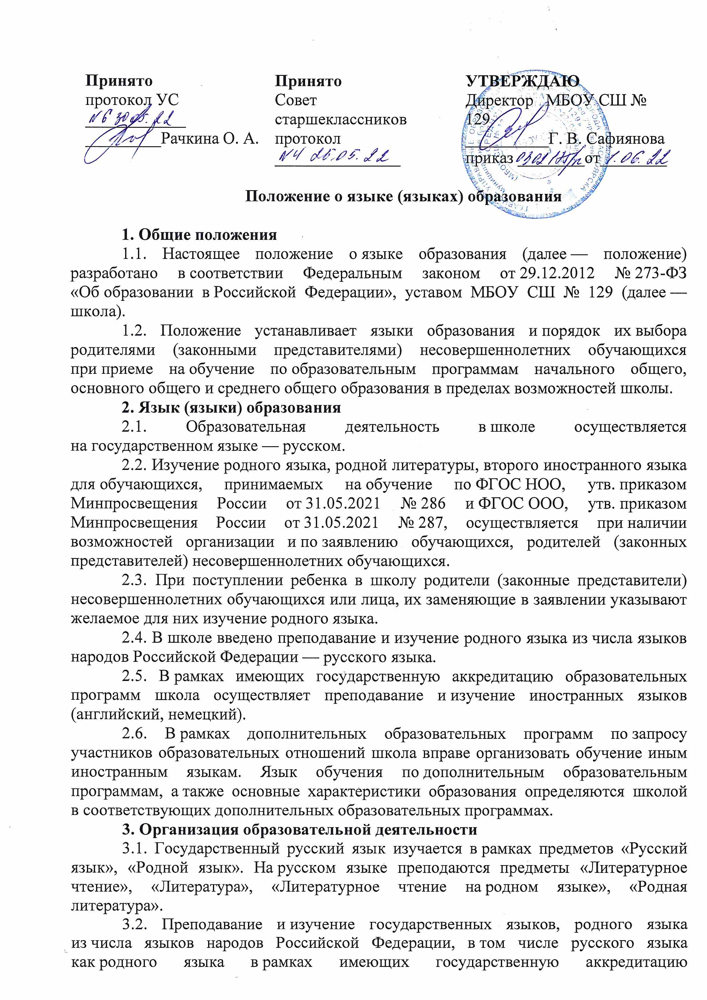 Принято
протокол УС
№6 30.05.22
Рачкина О. А.
Принято
Совет
старшеклассников
протокол
№4 25.05.22
УТВЕРЖДАЮ
Директор МБОУ СШ №
129
Г. В. Сафиянова
приказ от 1.06.22
Положение о языке (языках) образования
1. Общие положения
1.1. Настоящее положение о языке образования (далее — положение)
разработано в соответствии Федеральным законом от 29.12.2012 № 273-ФЗ
«Об образовании в Российской Федерации», уставом МБОУ СШ № 129 (далее —
школа).
1.2. Положение устанавливает языки образования и порядок их выбора
родителями (законными представителями) несовершеннолетних обучающихся
при приеме на обучение по образовательным программам начального общего,
основного общего и среднего общего образования в пределах возможностей школы.
2. Язык (языки) образования
2.1. Образовательная деятельность в школе осуществляется
на государственном языке — русском.
2.2. Изучение родного языка, родной литературы, второго иностранного языка
для обучающихся, принимаемых на обучение по ФГОС НОО, утв. приказом
Минпросвещения России от 31.05.2021 № 286 и ФГОС ООО, утв. приказом
Минпросвещения России от 31.05.2021 № 287, осуществляется при наличии
возможностей организации и по заявлению обучающихся, родителей (законных
представителей) несовершеннолетних обучающихся.
2.3. При поступлении ребенка в школу родители (законные представители)
несовершеннолетних обучающихся или лица, их заменяющие в заявлении указывают
желаемое для них изучение родного языка.
2.4. В школе введено преподавание и изучение родного языка из числа языков
народов Российской Федерации — русского языка.
2.5. В рамках имеющих государственную аккредитацию образовательных
программ школа осуществляет преподавание и изучение иностранных языков
(английский, немецкий).
2.6. В рамках дополнительных образовательных программ по запросу
участников образовательных отношений школа вправе организовать обучение иным
иностранным языкам. Язык обучения по дополнительным образовательным
программам, а также основные характеристики образования определяются школой
в соответствующих дополнительных образовательных программах.
3. Организация образовательной деятельности
3.1. Государственный русский язык изучается в рамках предметов «Русский
язык», «Родной язык». На русском языке преподаются предметы «Литературное
чтение», «Литература», «Литературное чтение на родном языке», «Родная
литература».
3.2. Преподавание и изучение государственных языков, родного языка
из числа языков народов Российской Федерации, в том числе русского языка
как родного языка в рамках имеющих государственную аккредитацию